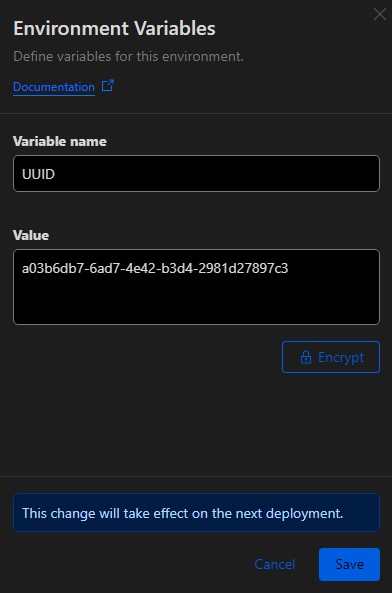 Environment Variables
Define variables for this environment.
Documentation
Variable name
UUID
Value
a03b6db7-6ad7-4e42-b3d4-2981d27897c3
Encrypt
This change will take effect on the next deployment.
Cancel
Save